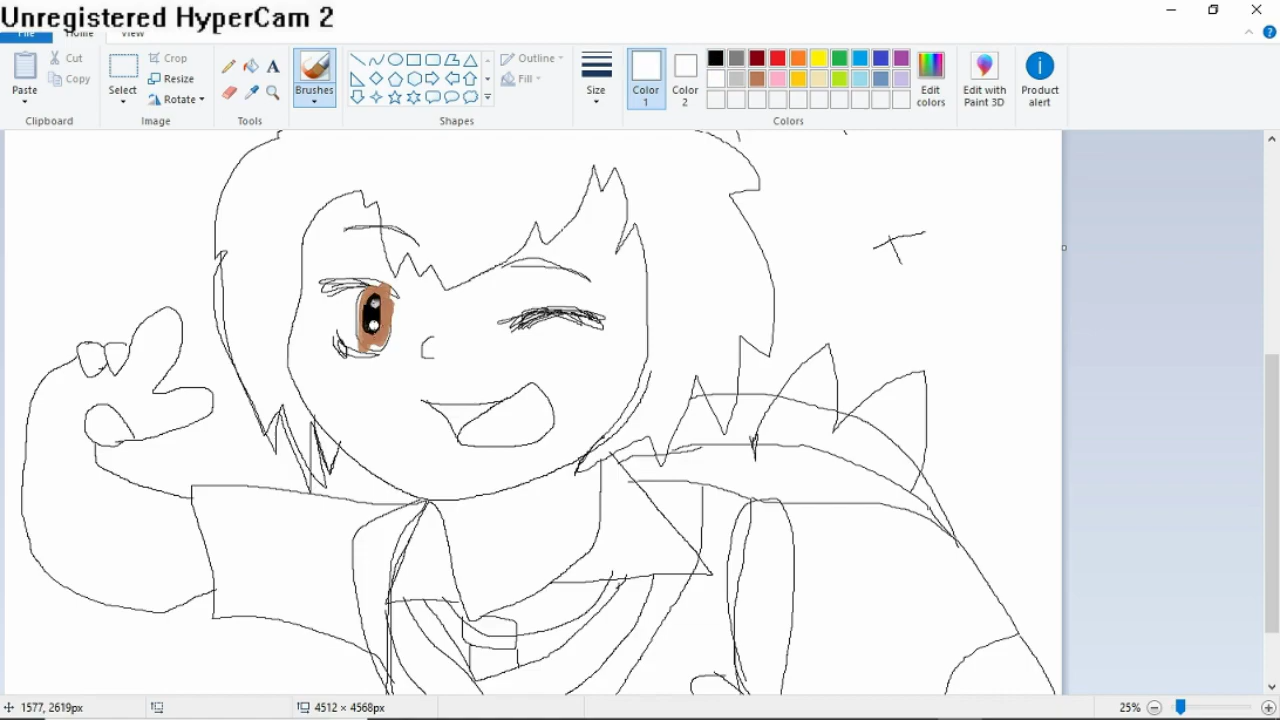 Unregistered HyperCam 2
File Home View
Paste
Cut
Copy
Clipboard
Select
Crop
Resize
Rotate
Image
Tools
Brushes
Outline
Fill
Shapes
Size
Color
1
Color
2
Edit
colors
Colors
Edit with
Paint 3D
Product
alert
1577, 2619px
4512 × 4568px
25%